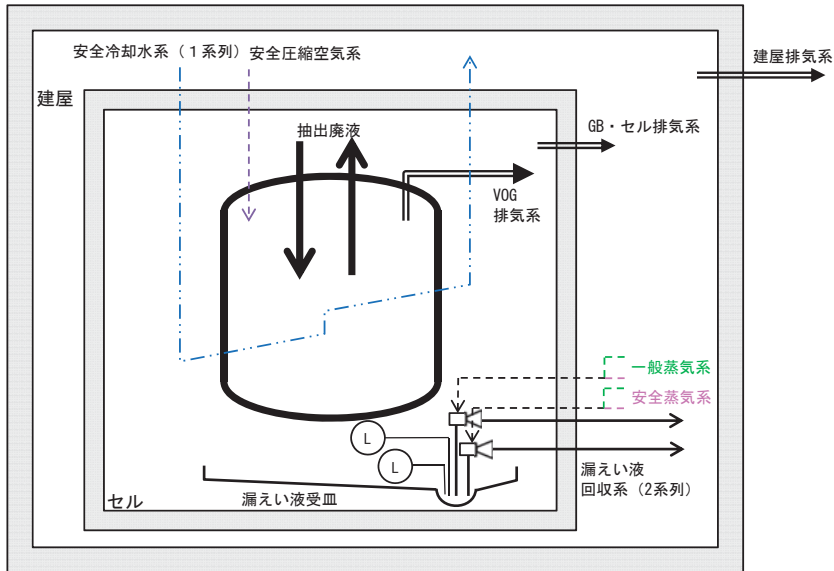 安全冷却水系（１系列）
安全圧縮空気系
建屋排気系
建屋
GB・セル排気系
抽出廃液
VOG
排気系
一般蒸気系
安全蒸気系
L
L
漏えい液
回収系（2系列）
漏えい液受皿
セル